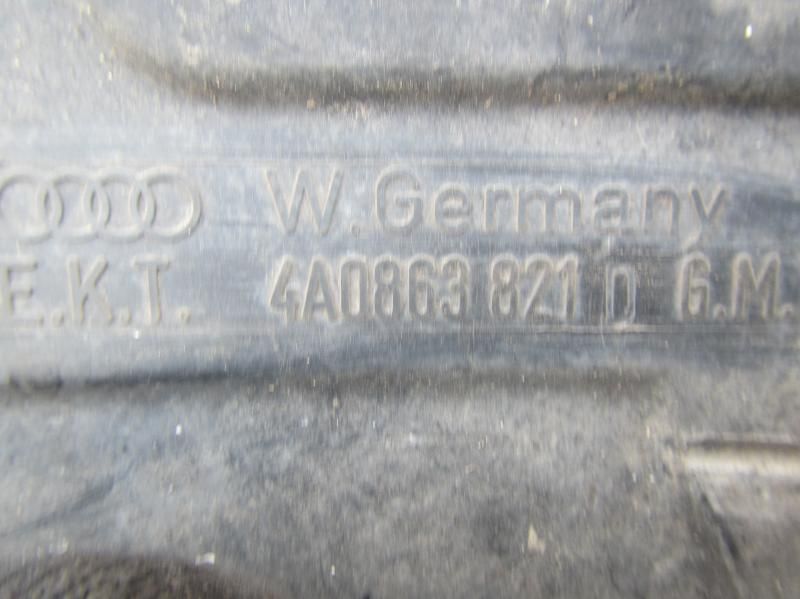 W. Germany
E.K.T. 4A0863 821 D G.M.